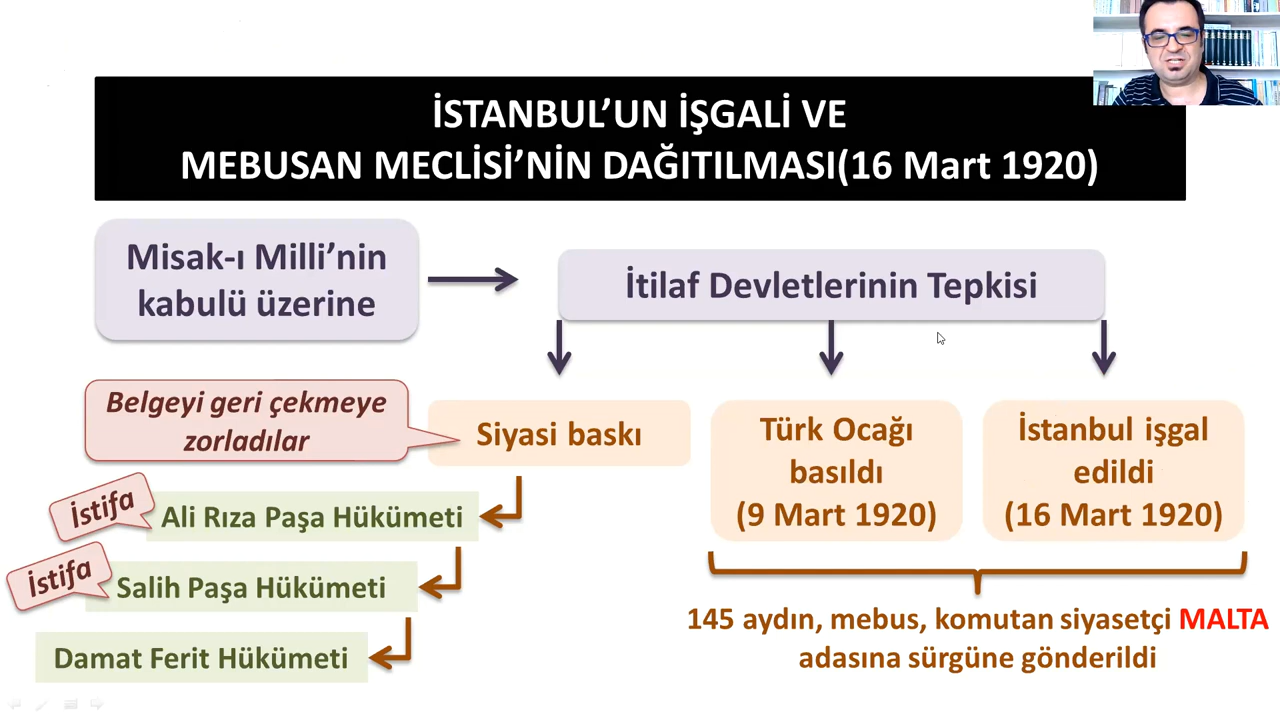 İSTANBUL’UN İŞGALİ VE
MEBUSAN MECLİSİ’NİN DAĞITILMASI(16 Mart 1920)
Misak-ı Milli’nin
kabulü üzerine
İtilaf Devletlerinin Tepkisi
Belgeyi geri çekmeye
zorladılar
Siyasi baskı
Türk Ocağı
basıldı
(9 Mart 1920)
İstanbul işgal
edildi
(16 Mart 1920)
İstifa
Ali Rıza Paşa Hükümeti
İstifa
Salih Paşa Hükümeti
Damat Ferit Hükümeti
145 aydın, mebus, komutan siyasetçi MALTA
adasına sürgüne gönderildi